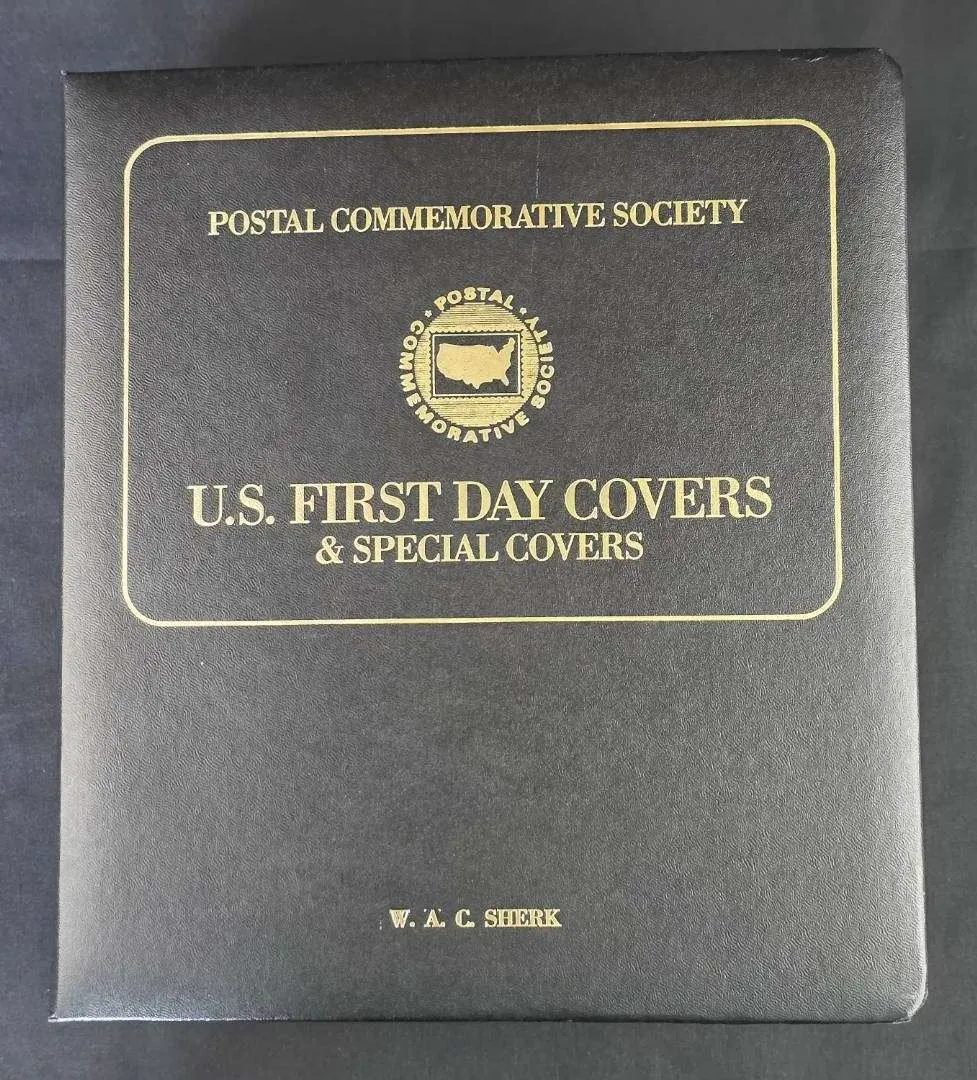 POSTAL COMMEMORATIVE SOCIETY
POSTAL
COMMEMORATIVE SOCIETY
U.S. FIRST DAY COVERS
& SPECIAL COVERS
W. A. C. SHERK